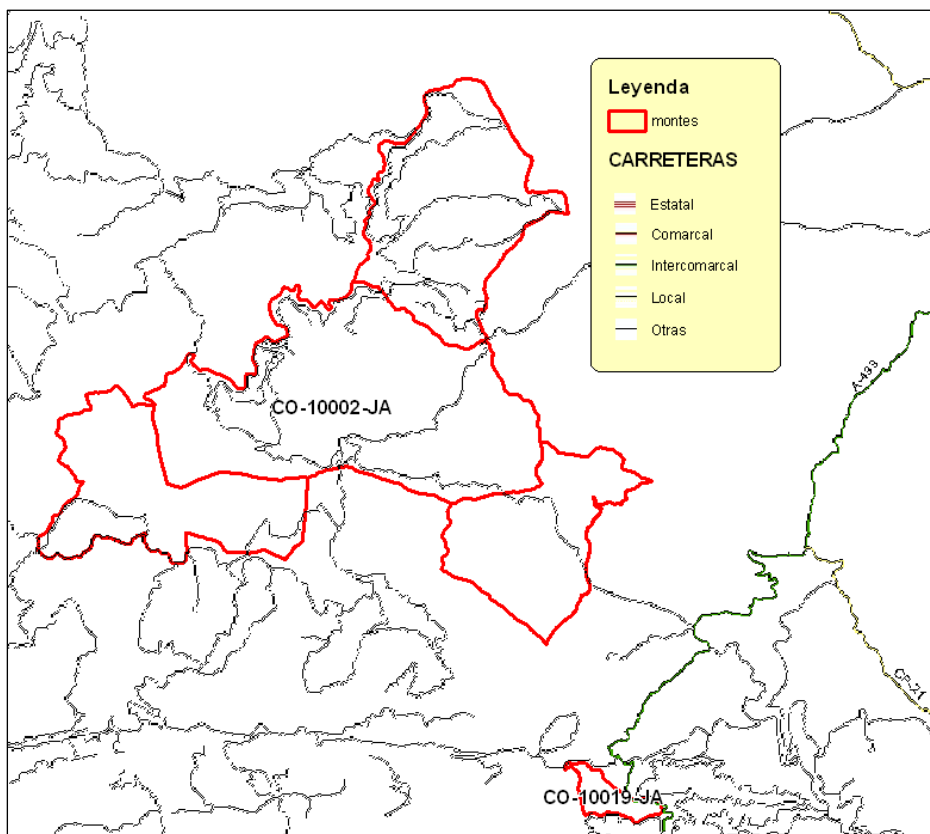 Leyenda
montes
CARRETERAS
Estatal
Comarcal
Intercomarcal
Local
Otras
A-433
CO-10002-JA
CP-21
CO-10019-JA